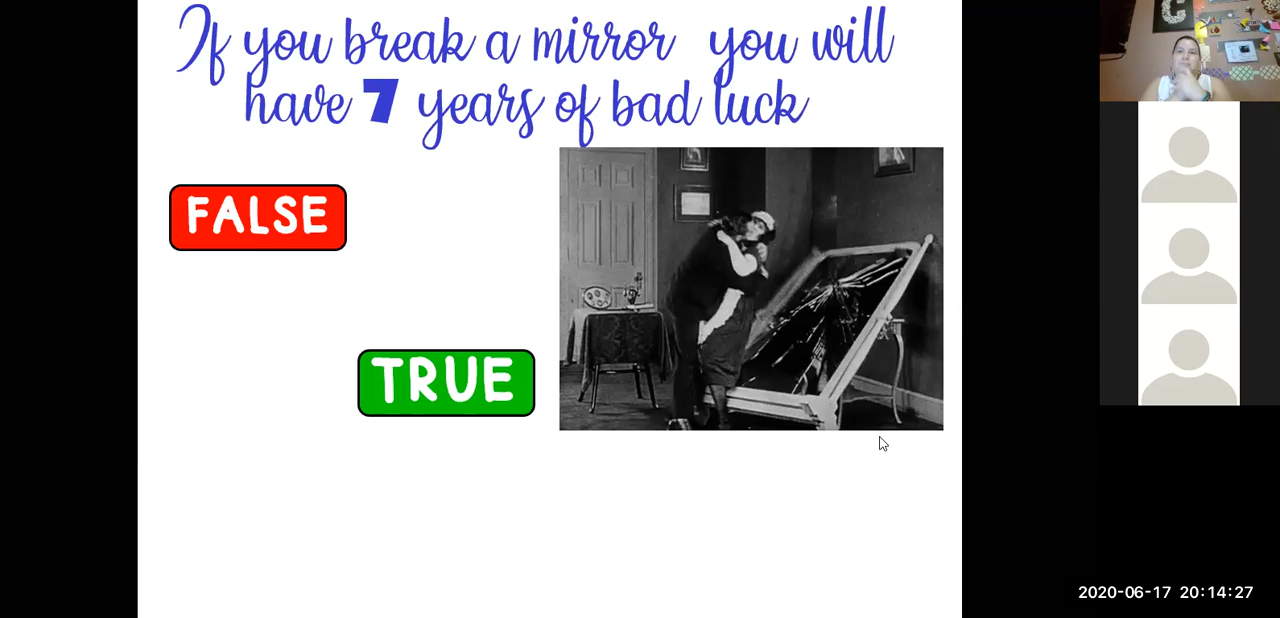 If you break a mirror you will
have 7 years of bad luck
FALSE
TRUE
C
2020-06-17 20:14:27